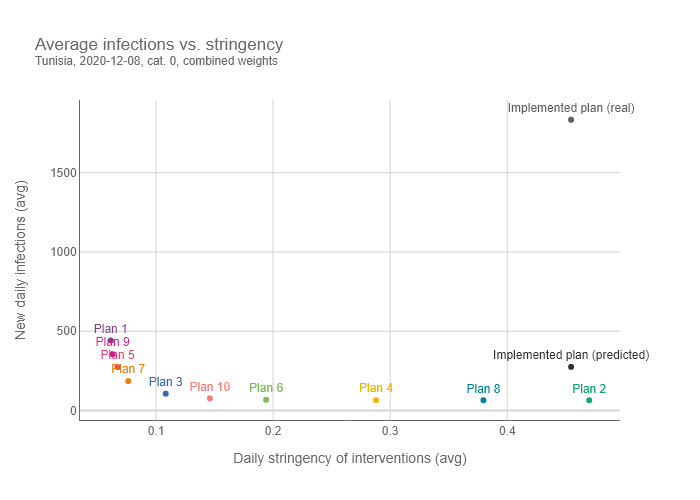 Average infections vs. stringency
Tunisia, 2020-12-08, cat. 0, combined weights
Implemented plan (real)
1500
1000
New daily infections (avg)
500
Plan 1
Plan 9
Plan 5
Implemented plan (predicted)
Plan 7
Plan 3
Plan 10
Plan 6
Plan 4
Plan 8
Plan 2
0
0.1
0.2
0.3
0.4
Daily stringency of interventions (avg)